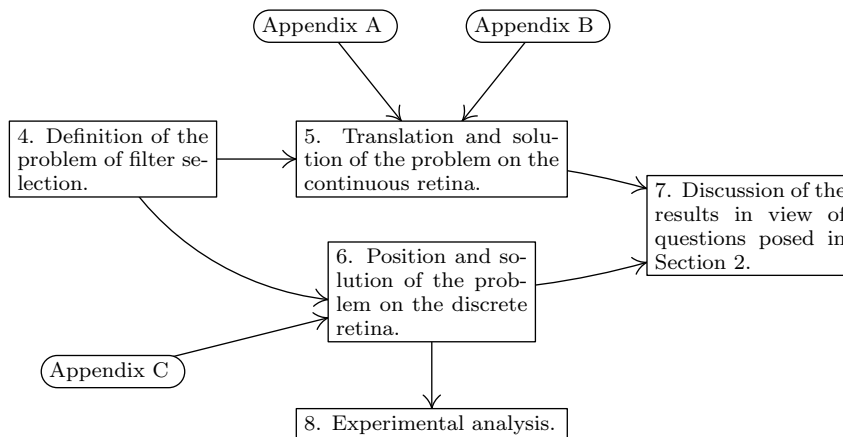 Appendix A
Appendix B
4. Definition of the
problem of filter se-
lection.
5. Translation and solu-
tion of the problem on the
continuous retina.
7. Discussion of the
results in view of
questions posed in
Section 2.
6. Position and so-
lution of the prob-
lem on the discrete
retina.
Appendix C
8. Experimental analysis.